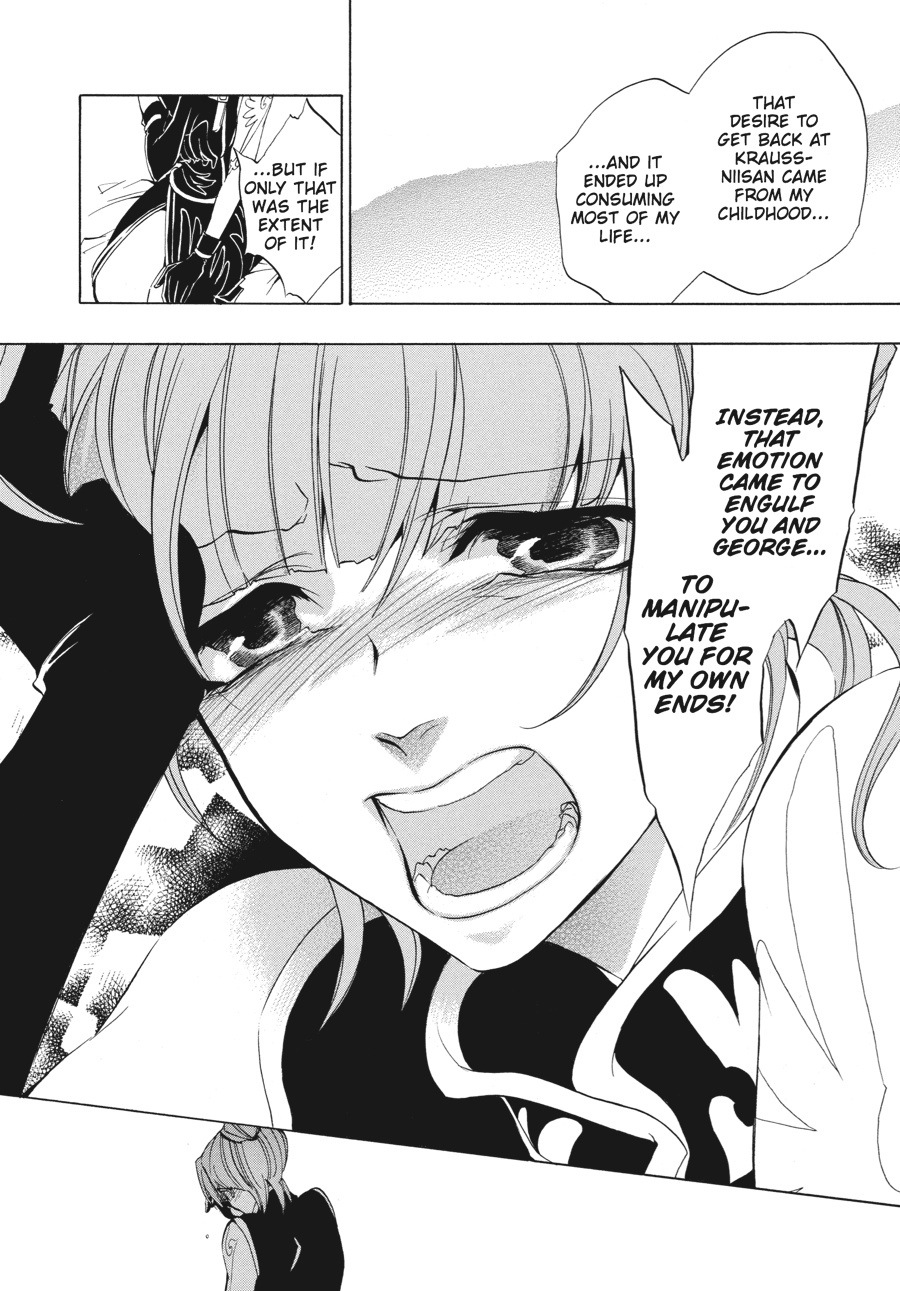 THAT
DESIRE TO
GET BACK AT
KRAUSS-
NIISAN CAME
FROM MY
CHILDHOOD...
...AND IT
ENDED UP
CONSUMING
MOST OF MY
LIFE...
...BUT IF
ONLY THAT
WAS THE
EXTENT
OF IT!
INSTEAD,
THAT
EMOTION
CAME TO
ENGULF
YOU AND
GEORGE...
TO
MANIPU-
LATE
YOU FOR
MY OWN
ENDS!